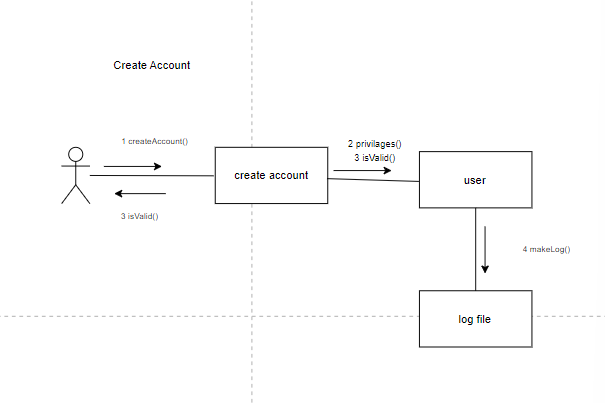 Create Account
1 createAccount()
2 privilages()
3 isValid()
create account
user
3 isValid()
4 makeLog()
log file